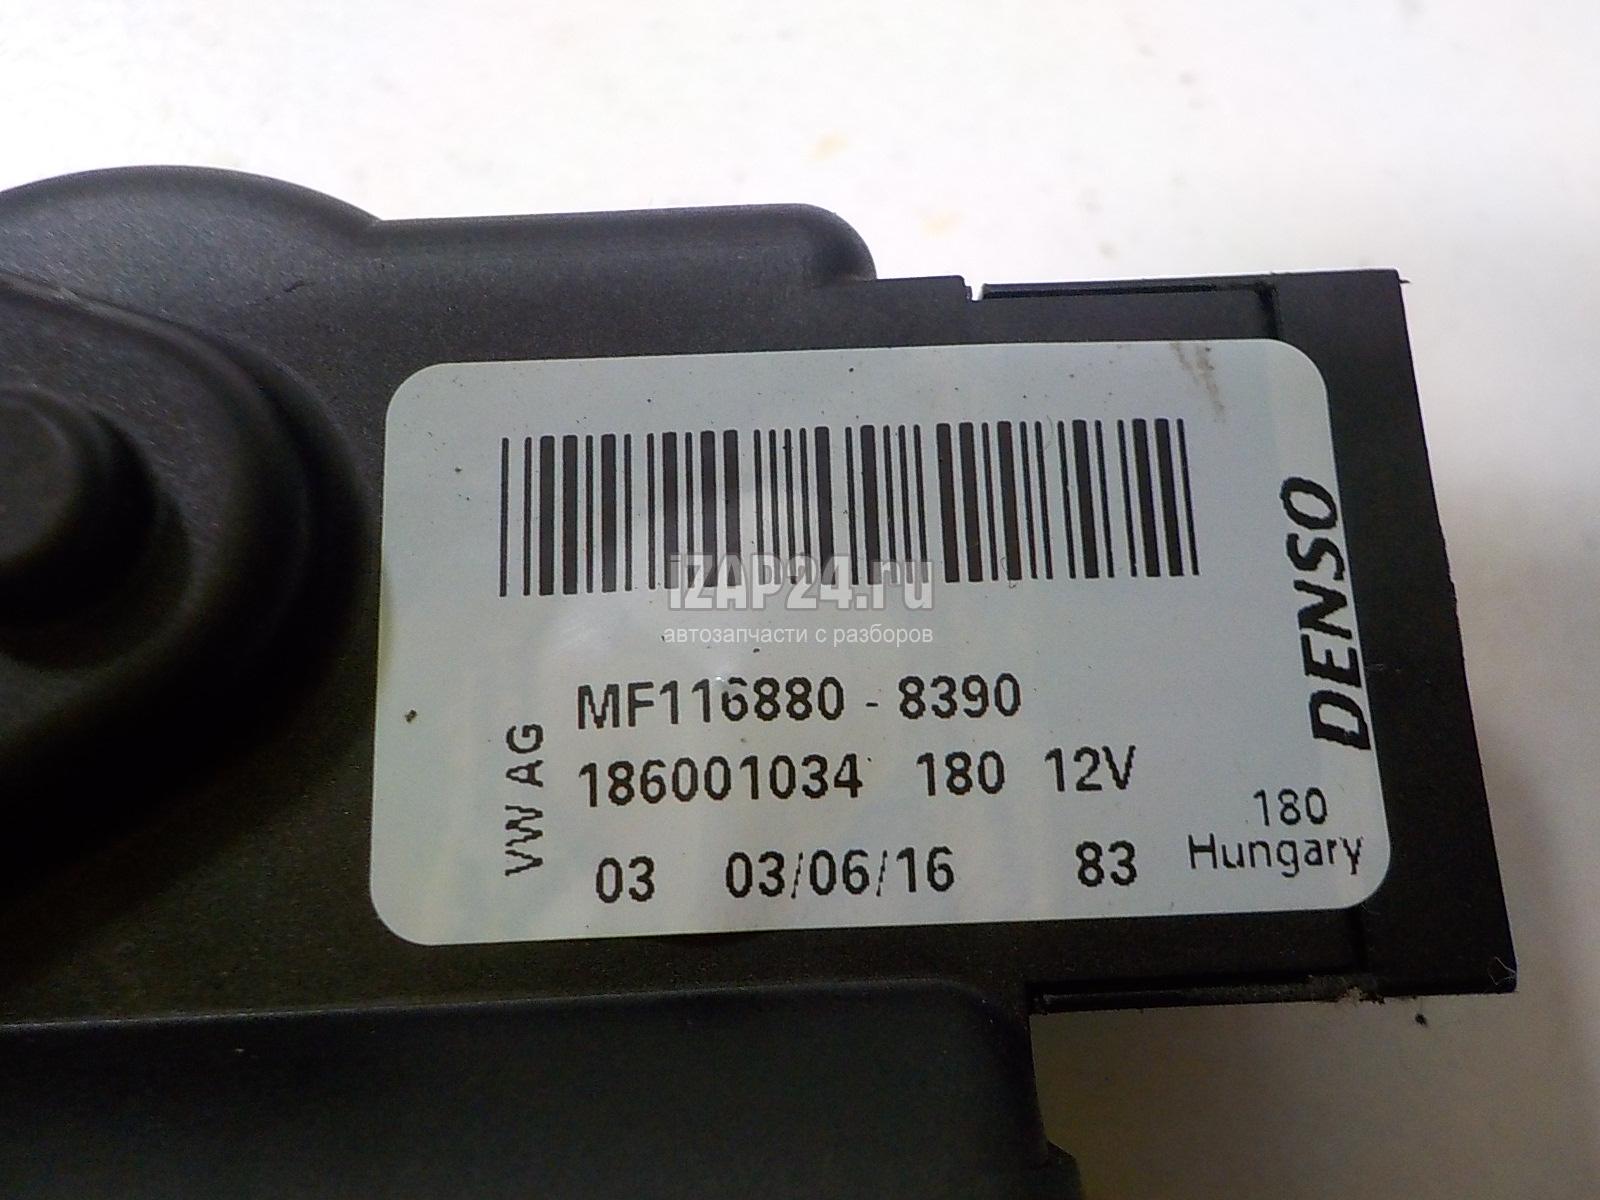 iZAP24.ru
автозапчасти с разборов
MF116880 - 8390
186001034 180 12V
03 03/06/16 83
VW AG
180
Hungary
DENSO